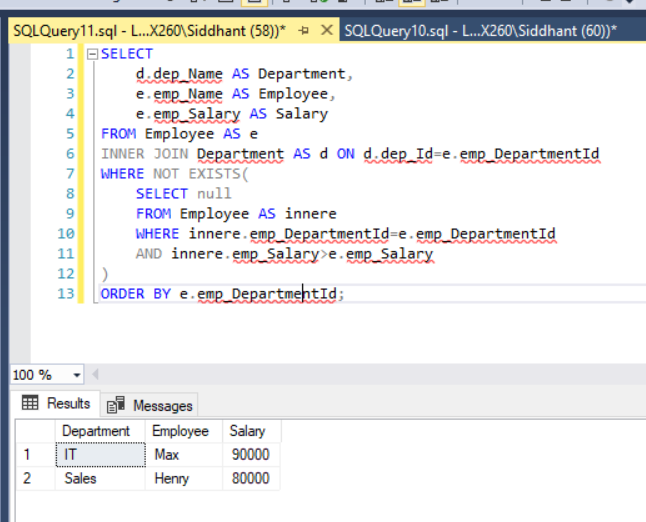 SQLQuery11.sql - L...X260\Siddhant (58))* SQLQuery10.sql - L...X260\Siddhant (60))*
1 SELECT
2 d.dep_Name AS Department,
3 e.emp_Name AS Employee,
4 e.emp_Salary AS Salary
5 FROM Employee AS e
6 INNER JOIN Department AS d ON d.dep_Id=e.emp_DepartmentId
7 WHERE NOT EXISTS(
8 SELECT null
9 FROM Employee AS innere
10 WHERE innere.emp_DepartmentId=e.emp_DepartmentId
11 AND innere.emp_Salary>e.emp_Salary
12 )
13 ORDER BY e.emp_DepartmentId;
100 %
Results Messages
Department Employee Salary
1 IT Max 90000
2 Sales Henry 80000